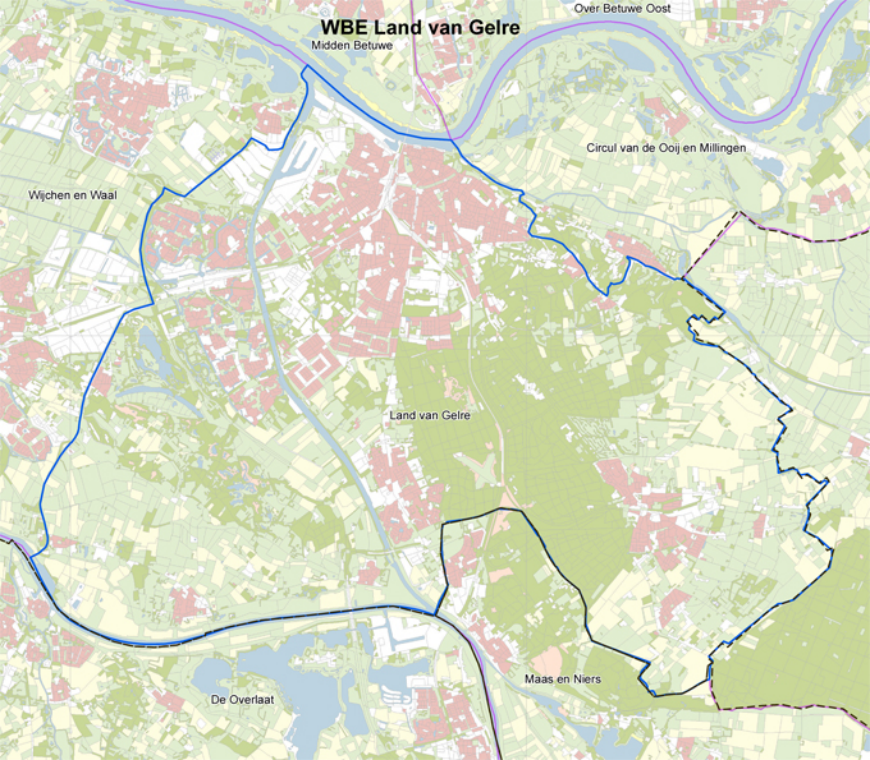 Over Betuwe Oost
WBE Land van Gelre
Midden Betuwe
Circul van de Ooij en Millingen
Wijchen en Waal
Land van Gelre
Maas en Niers
De Overlaat